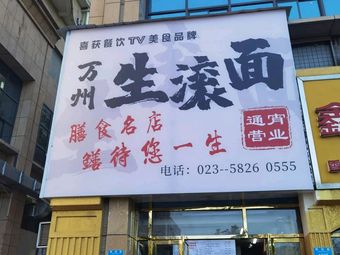 喜获餐饮TV美食品牌
万州
生滚面
膳食名店
鳝待您一生
通宵
营业
电话：023--5826 0555